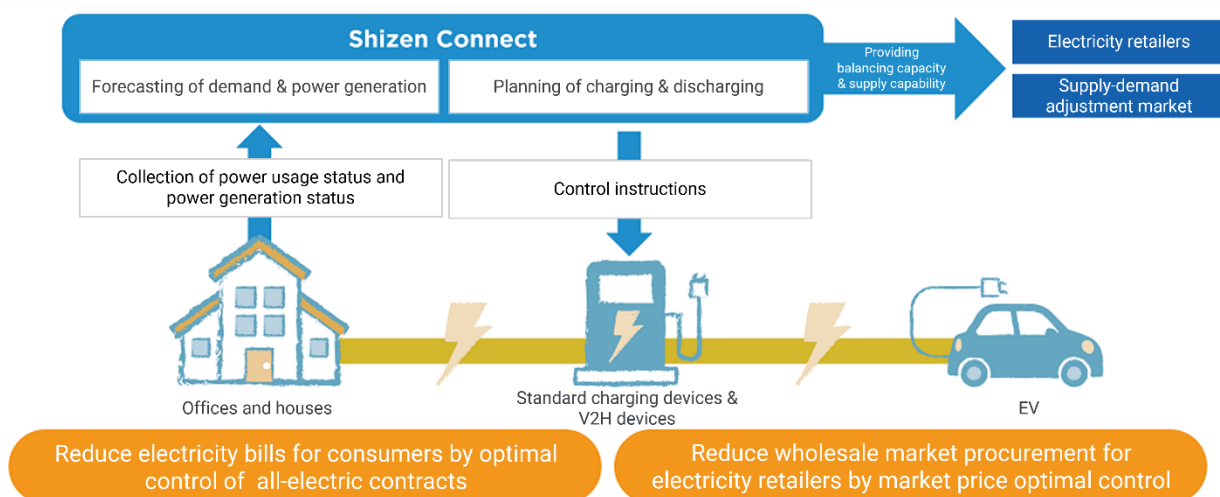 Shizen Connect
Forecasting of demand & power generation
Planning of charging & discharging
Providing
balancing capacity
& supply capability
Electricity retailers
Supply-demand
adjustment market
Collection of power usage status and
power generation status
Control instructions
Offices and houses
Standard charging devices &
V2H devices
EV
Reduce electricity bills for consumers by optimal
control of all-electric contracts
Reduce wholesale market procurement for
electricity retailers by market price optimal control